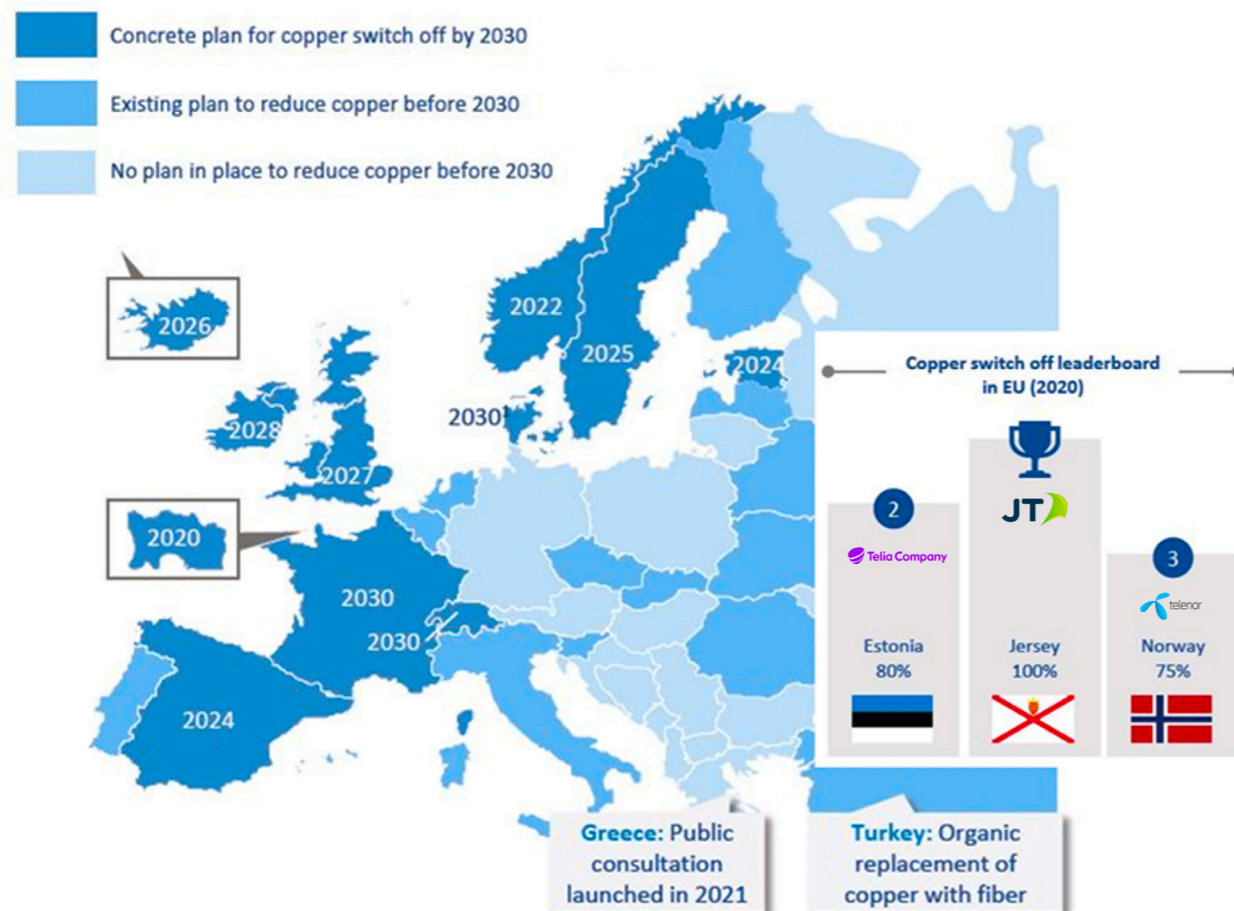 Concrete plan for copper switch off by 2030
Existing plan to reduce copper before 2030
No plan in place to reduce copper before 2030
2026
2022
2025
2024
2030¹
2028
2027
2020
2030
2030
2024
Copper switch off leaderboard
in EU (2020)
2
Telia Company
Estonia
80%
JT
Jersey
100%
3
telenor
Norway
75%
Greece: Public
consultation
launched in 2021
Turkey: Organic
replacement of
copper with fiber